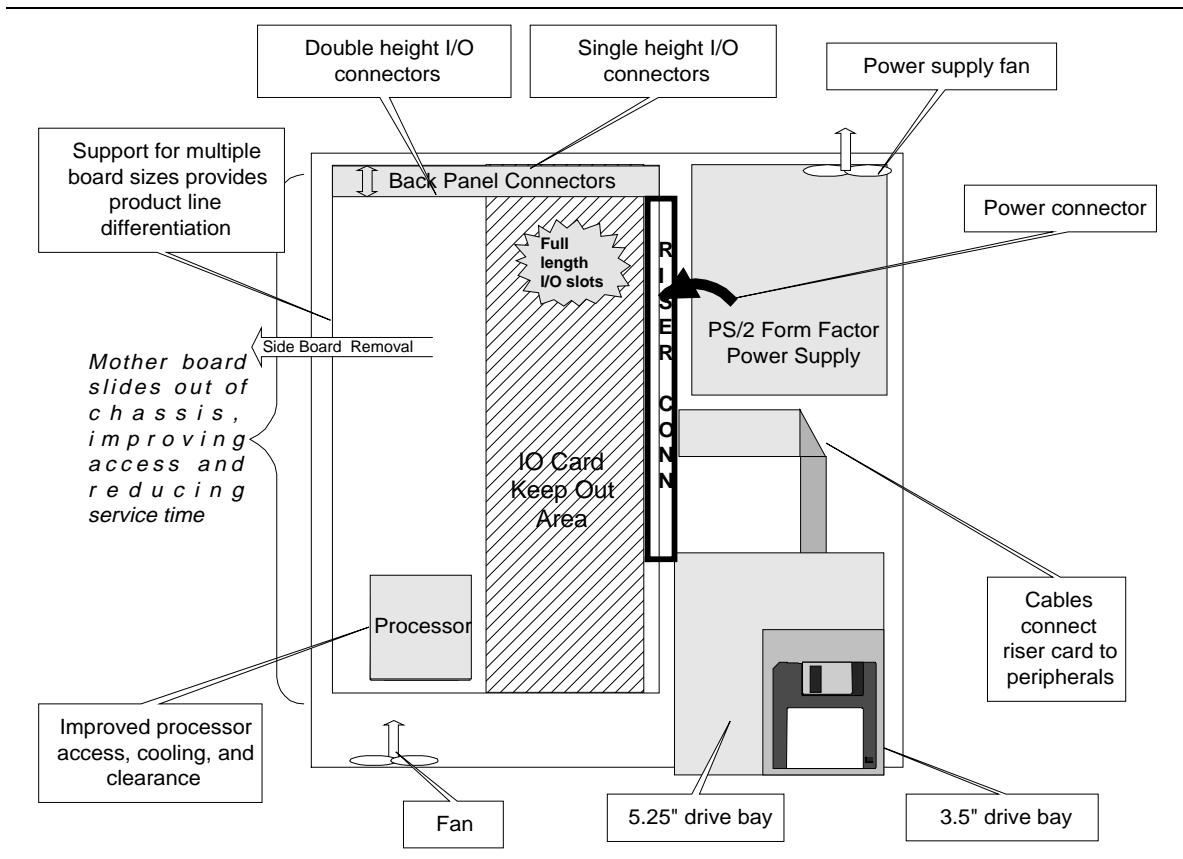 Double height I/O
connectors
Single height I/O
connectors
Power supply fan
Support for multiple
board sizes provides
product line
differentiation
Back Panel Connectors
Power connector
Full
length
I/O slots
RISER CONN
PS/2 Form Factor
Power Supply
Side Board Removal
Mother board
slides out of
chassis,
improving
access and
reducing
service time
IO Card
Keep Out
Area
Processor
Cables
connect
riser card to
peripherals
Improved processor
access, cooling, and
clearance
Fan
5.25" drive bay
3.5" drive bay